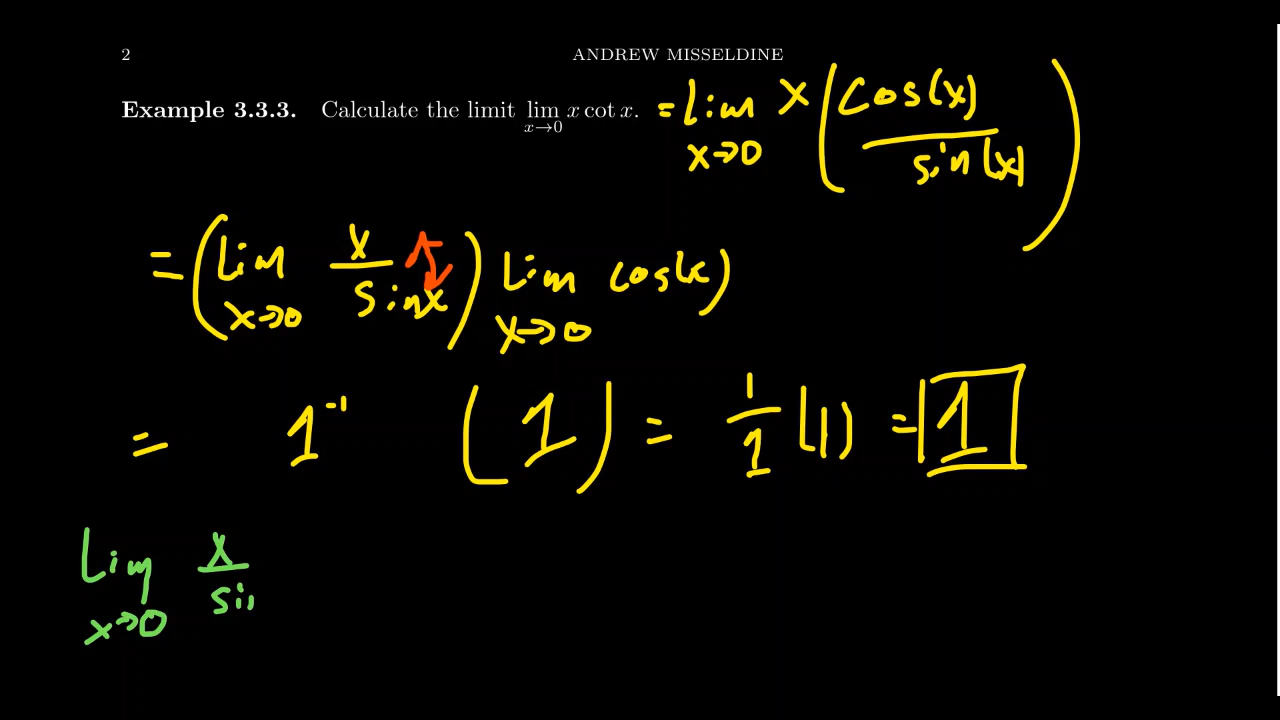 2 ANDREW MISSELDINE
Example 3.3.3. Calculate the limit lim x→0 x cot x. = lim x→0 x (cos(x)/sin(x))
= (lim x→0 x/sinx) lim x→0 cos(x)
= 1⁻¹ (1) = 1/1 (1) = 1
lim x→0 x/sin